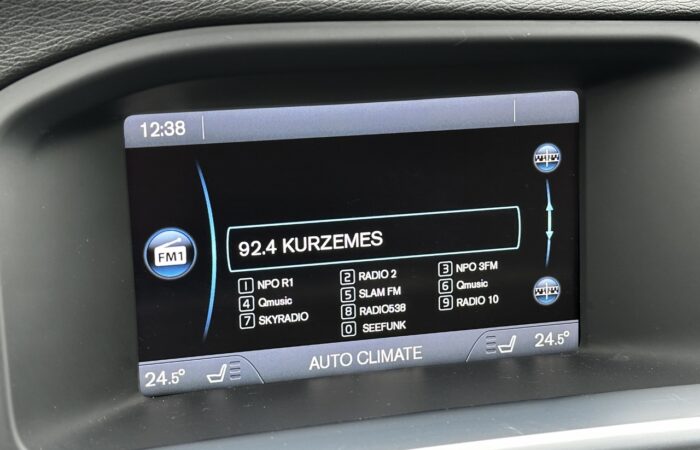 12:38
FM1
92.4 KURZEMES
1 NPO R1
2 RADIO 2
3 NPO 3FM
4 Qmusic
5 SLAM FM
6 Qmusic
7 SKYRADIO
8 RADIO538
9 RADIO 10
0 SEEFUNK
24.5° AUTO CLIMATE 24.5°